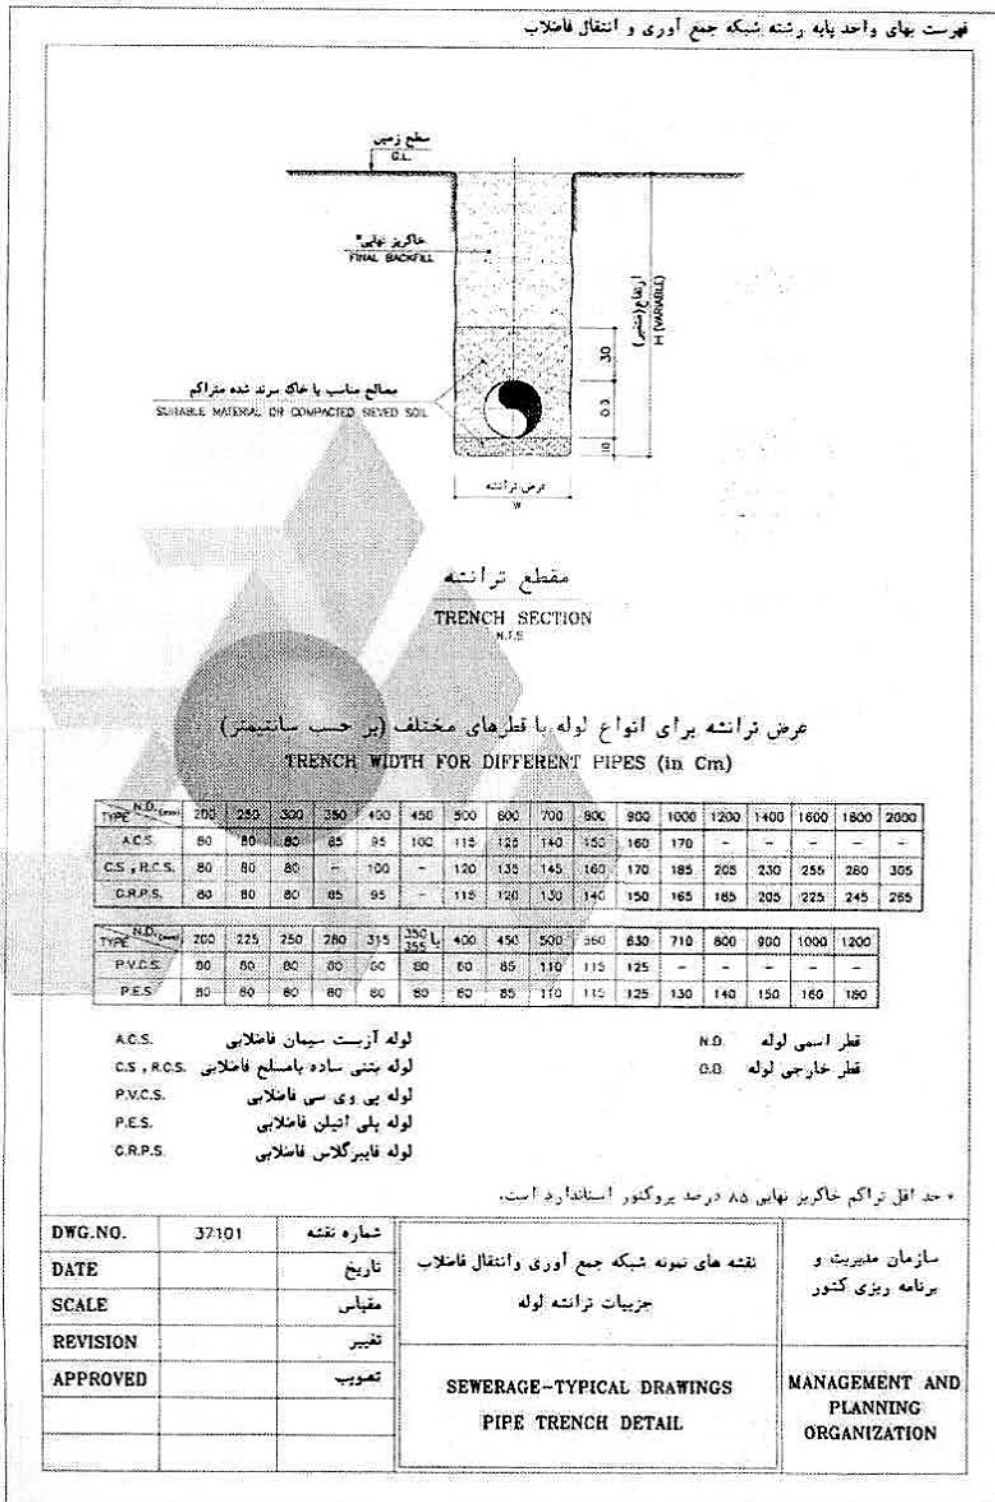 فهرست بهای واحد پایه رشته شبکه جمع آوری و انتقال فاضلاب
سطح زمین
G.L.
خاکریز نهایی*
FINAL BACKFILL
ارتفاع (متغیر)
H (VARIABLE)
30
O.D.
10
مصالح مناسب یا خاک سرند شده متراکم
SUITABLE MATERIAL OR COMPACTED SIEVED SOIL
عرض ترانشه
W
مقطع ترانشه
TRENCH SECTION
N.T.S
عرض ترانشه برای انواع لوله با قطرهای مختلف (بر حسب سانتیمتر)
TRENCH WIDTH FOR DIFFERENT PIPES (in Cm)
TYPE N.D. (mm) 200 250 300 350 400 450 500 600 700 800 900 1000 1200 1400 1600 1800 2000
A.C.S. 80 80 80 85 95 100 115 125 140 150 160 170 - - - - -
C.S , R.C.S. 80 80 80 - 100 - 120 135 145 160 170 185 205 230 255 280 305
G.R.P.S. 80 80 80 85 95 - 115 120 130 140 150 165 185 205 225 245 265
TYPE N.D. (mm) 200 225 250 280 315 350 یا 355 400 450 500 560 630 710 800 900 1000 1200
P.V.C.S. 80 80 80 80 80 80 80 85 110 115 125 - - - - -
P.E.S 80 80 80 80 80 80 80 85 110 115 125 130 140 150 160 180
A.C.S. لوله آزبست سیمان فاضلابی
C.S , R.C.S. لوله بتنی ساده یامسلح فاضلابی
P.V.C.S. لوله پی وی سی فاضلابی
P.E.S. لوله پلی اتیلن فاضلابی
G.R.P.S. لوله فایبرگلاس فاضلابی
N.D. قطر اسمی لوله
O.D. قطر خارجی لوله
* حد اقل تراکم خاکریز نهایی ۸۵ درصد پروکتور استاندارد است.
DWG.NO. 37101 شماره نقشه
DATE تاریخ
SCALE مقیاس
REVISION تغییر
APPROVED تصویب
نقشه های نمونه شبکه جمع آوری وانتقال فاضلاب
جزییات ترانشه لوله
SEWERAGE-TYPICAL DRAWINGS
PIPE TRENCH DETAIL
سازمان مدیریت و
برنامه ریزی کشور
MANAGEMENT AND
PLANNING
ORGANIZATION